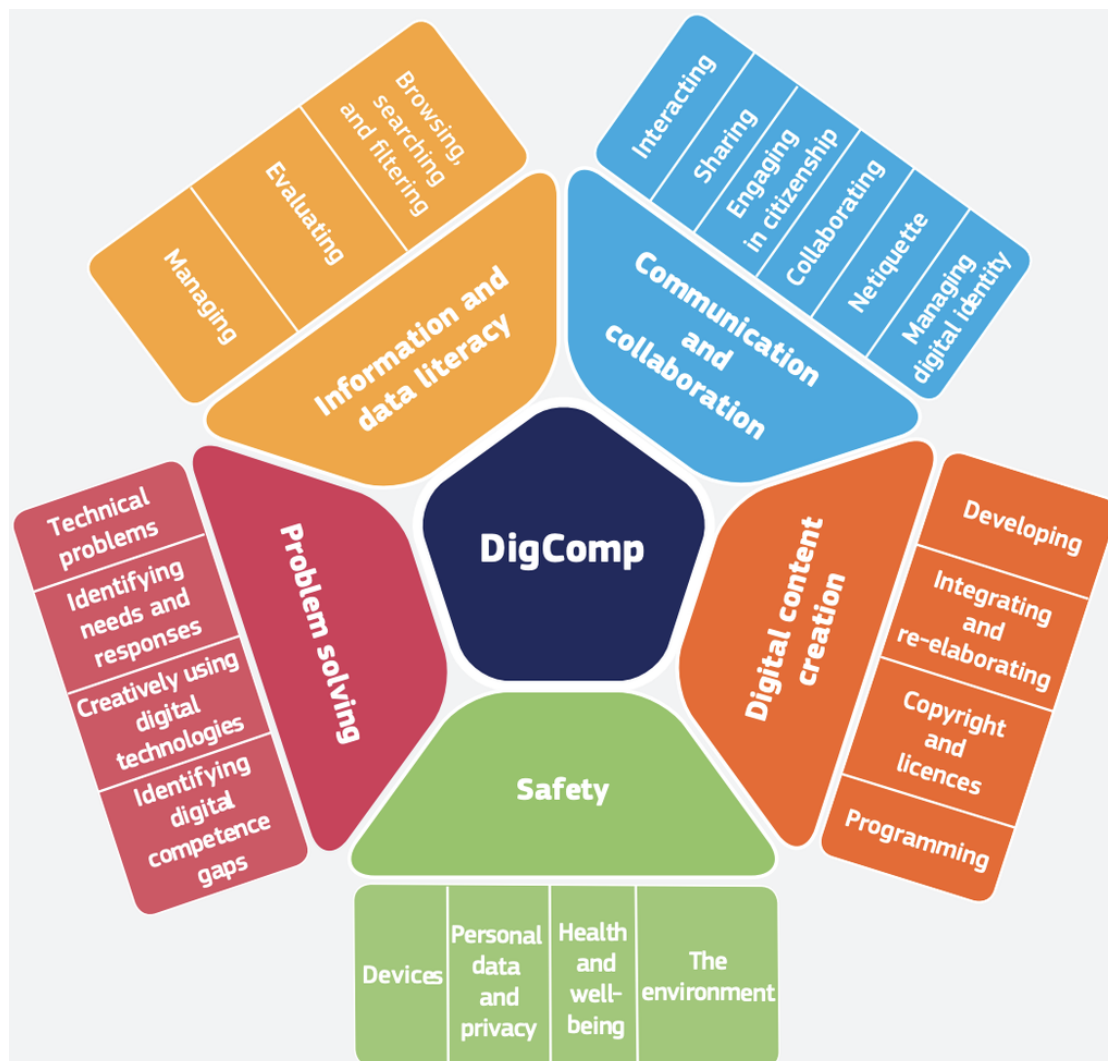 Browsing,
searching
and filtering
Evaluating
Managing
Information and
data literacy
Interacting
Sharing
Engaging
in citizenship
Collaborating
Netiquette
Managing
digital identity
Communication
and
collaboration
Developing
Integrating
and
re-elaborating
Copyright
and
licences
Programming
Digital content
creation
Safety
Devices
Personal
data
and
privacy
Health
and
well-
being
The
environment
Problem solving
Technical
problems
Identifying
needs and
responses
Creatively using
digital
technologies
Identifying
digital
competence
gaps
DigComp